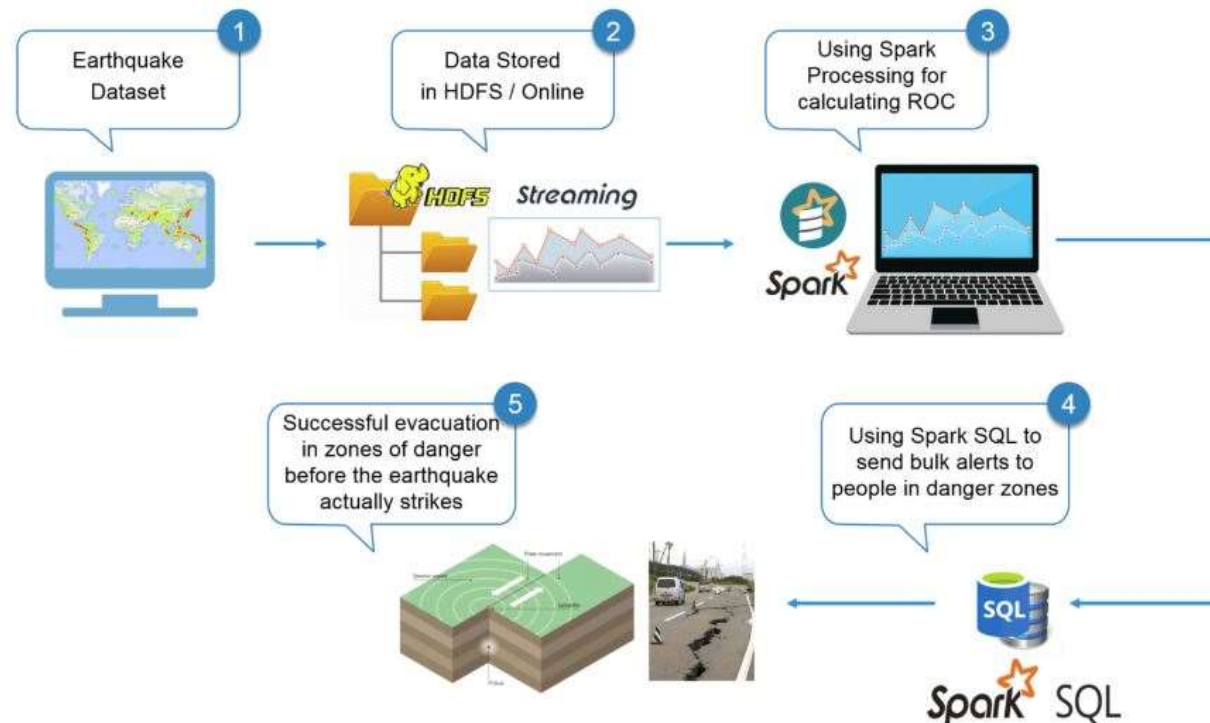 1
Earthquake
Dataset
2
Data Stored
in HDFS / Online
3
Using Spark
Processing for
calculating ROC
HDFS
Streaming
Spark
4
Using Spark SQL to
send bulk alerts to
people in danger zones
SQL
Spark SQL
5
Successful evacuation
in zones of danger
before the earthquake
actually strikes
Plate movement